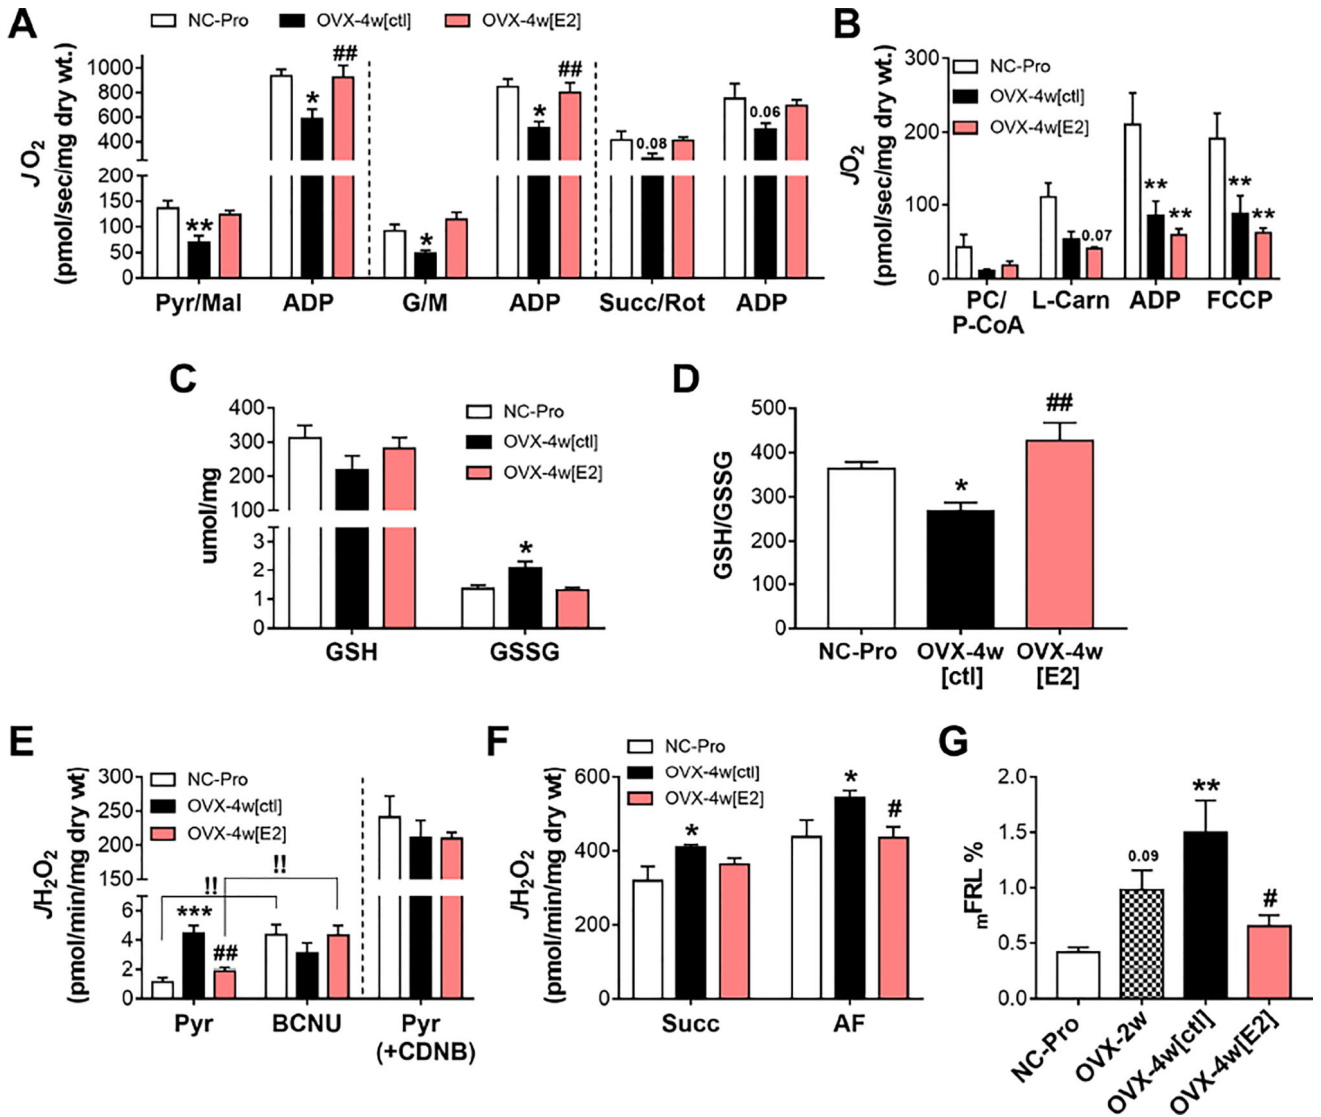 A
NC-Pro
OVX-4w[ctl]
OVX-4w[E2]
JO2
(pmol/sec/mg dry wt.)
1000
800
600
400
200
150
100
50
0
**
*
##
*
*
##
0.08
0.06
Pyr/Mal
ADP
G/M
ADP
Succ/Rot
ADP
B
NC-Pro
OVX-4w[ctl]
OVX-4w[E2]
JO2
(pmol/sec/mg dry wt.)
300
200
100
0
0.07
**
**
**
**
PC/
P-CoA
L-Carn
ADP
FCCP
C
NC-Pro
OVX-4w[ctl]
OVX-4w[E2]
umol/mg
400
300
200
100
3
2
1
0
*
GSH
GSSG
D
GSH/GSSG
500
400
300
200
100
0
*
##
NC-Pro
OVX-4w
[ctl]
OVX-4w
[E2]
E
NC-Pro
OVX-4w[ctl]
OVX-4w[E2]
JH2O2
(pmol/min/mg dry wt)
300
250
200
150
6
4
2
0
!!
!!
***
##
Pyr
BCNU
Pyr
(+CDNB)
F
NC-Pro
OVX-4w[ctl]
OVX-4w[E2]
JH2O2
(pmol/min/mg dry wt)
600
400
200
0
*
*
#
Succ
AF
G
mFRL %
2.0
1.5
1.0
0.5
0.0
0.09
**
#
NC-Pro
OVX-2w
OVX-4w[ctl]
OVX-4w[E2]